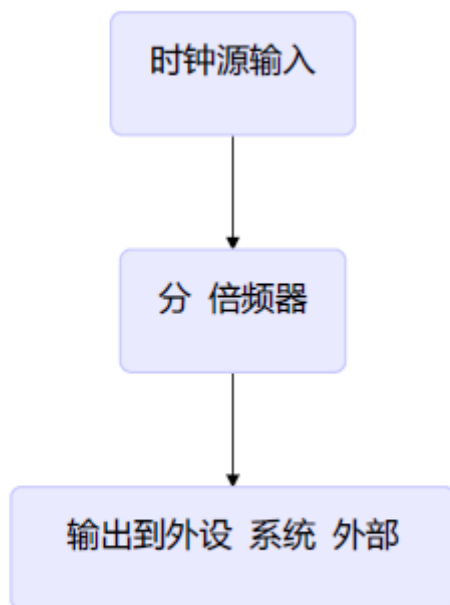 时钟源输入
分 倍频器
输出到外设 系统 外部